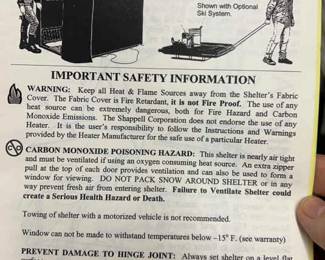 Shown with Optional
Ski System.
IMPORTANT SAFETY INFORMATION
WARNING: Keep all Heat & Flame Sources away from the Shelter's Fabric
Cover. The Fabric Cover is Fire Retardant, it is not Fire Proof. The use of any
heat source can be extremely dangerous, both for Fire Hazard and Carbon
Monoxide Emissions. The Shappell Corporation does not endorse the use of any
Heater. It is the user's responsibility to follow the Instructions and Warnings
provided by the Heater Manufacturer for the safe use of a particular Heater.
CARBON MONOXIDE POISONING HAZARD: This shelter is nearly air tight
and must be ventilated if using an oxygen consuming heat source. An extra zipper
pull at the top of each door provides ventilation and can also be used to form a
window for viewing. DO NOT PACK SNOW AROUND SHELTER or in any
way prevent fresh air from entering shelter. Failure to Ventilate Shelter could
create a Serious Health Hazard or Death.
Towing of shelter with a motorized vehicle is not recommended.
Window can not be made to withstand temperatures below –15° F. (see warranty)
PREVENT DAMAGE TO HINGE JOINT: Always set shelter on a level flat